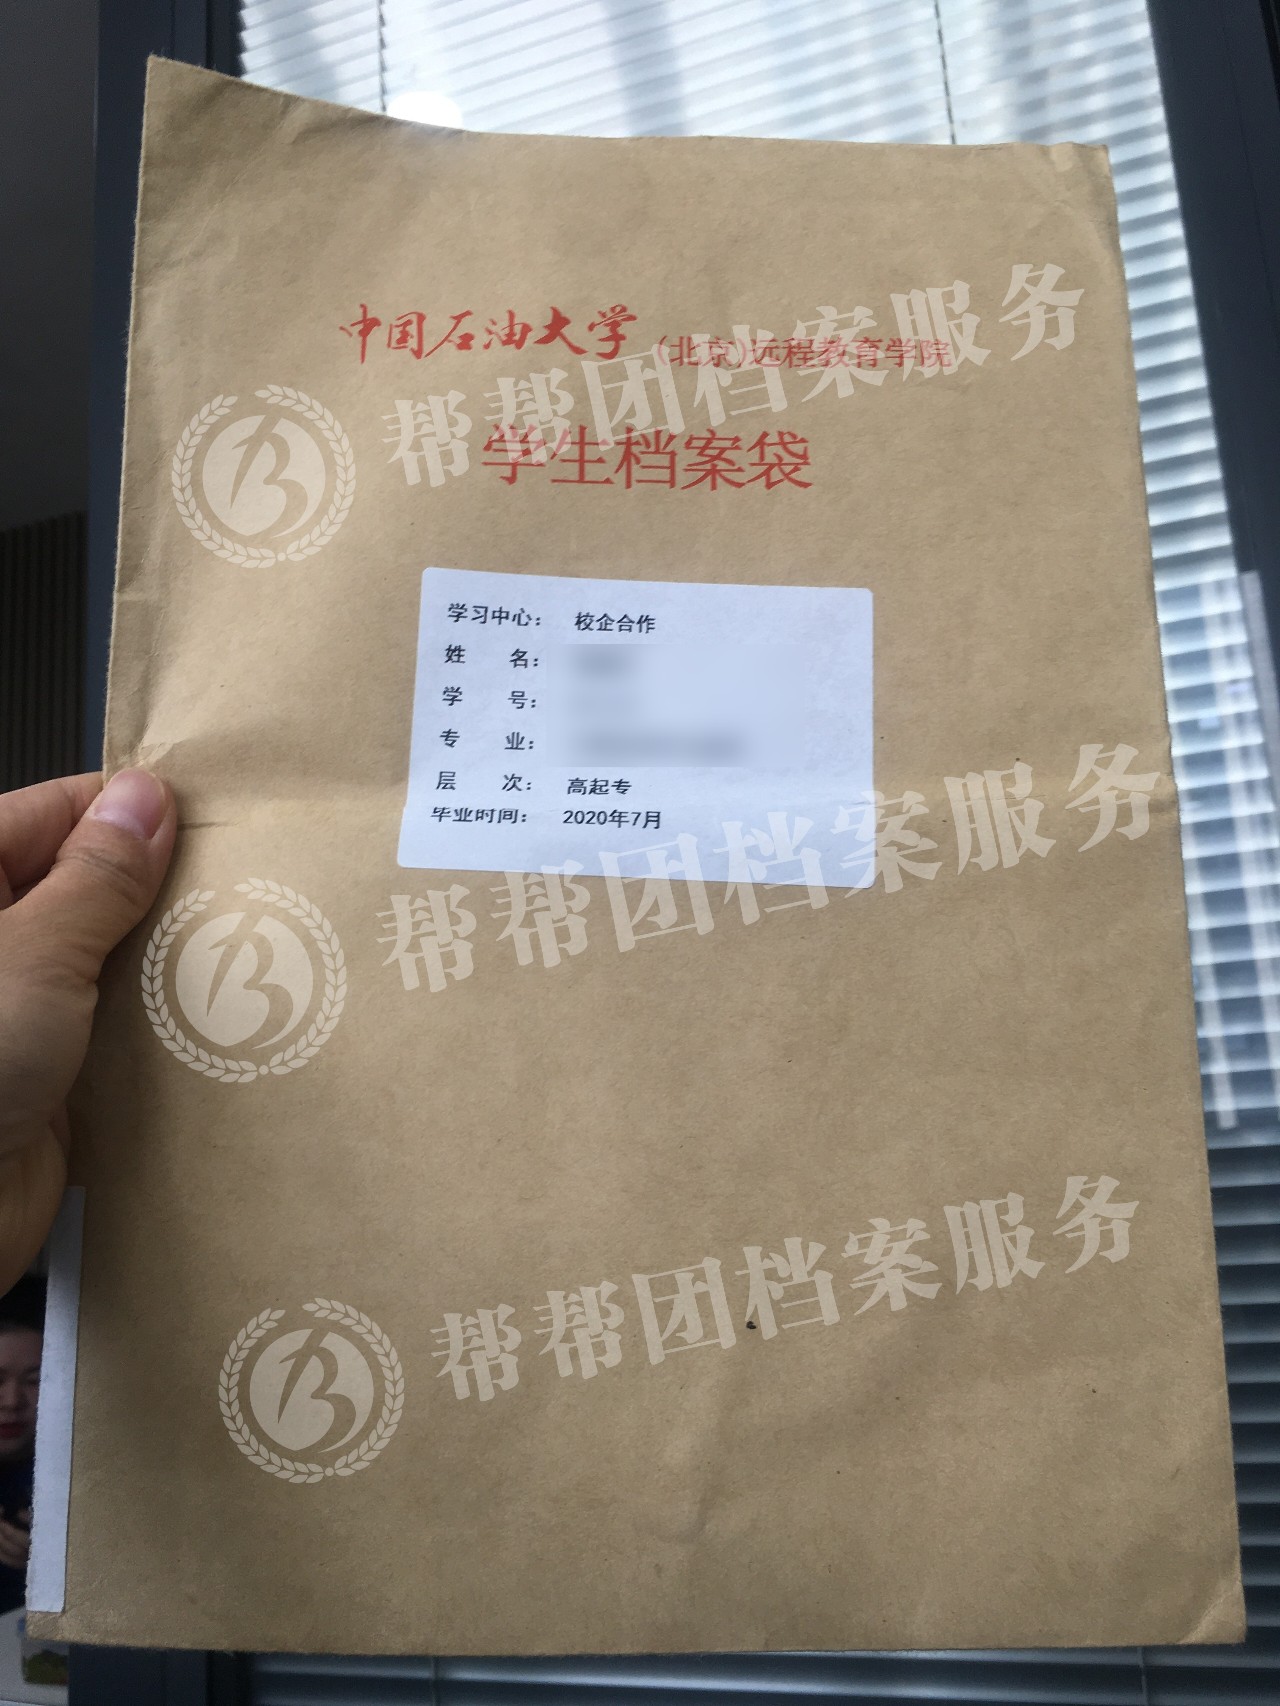 中国石油大学(北京)远程教育学院
帮帮团档案服务
学生档案袋
学习中心： 校企合作
姓 名：
学 号：
专 业：
层 次： 高起专
毕业时间： 2020年7月
帮帮团档案服务
帮帮团档案服务